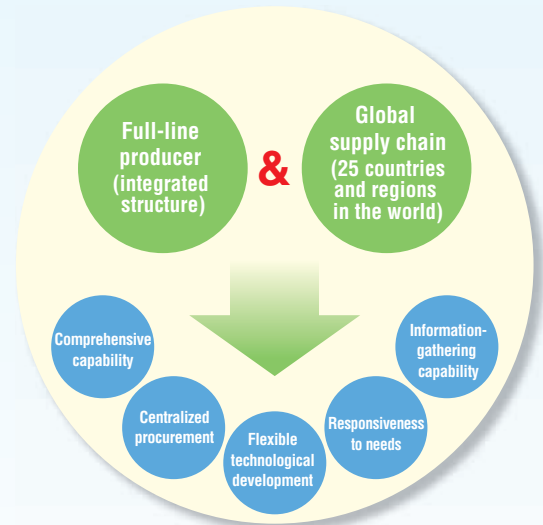 Full-line
producer
(integrated
structure)
&
Global
supply chain
(25 countries
and regions
in the world)
Comprehensive
capability
Centralized
procurement
Flexible
technological
development
Responsiveness
to needs
Information-
gathering
capability